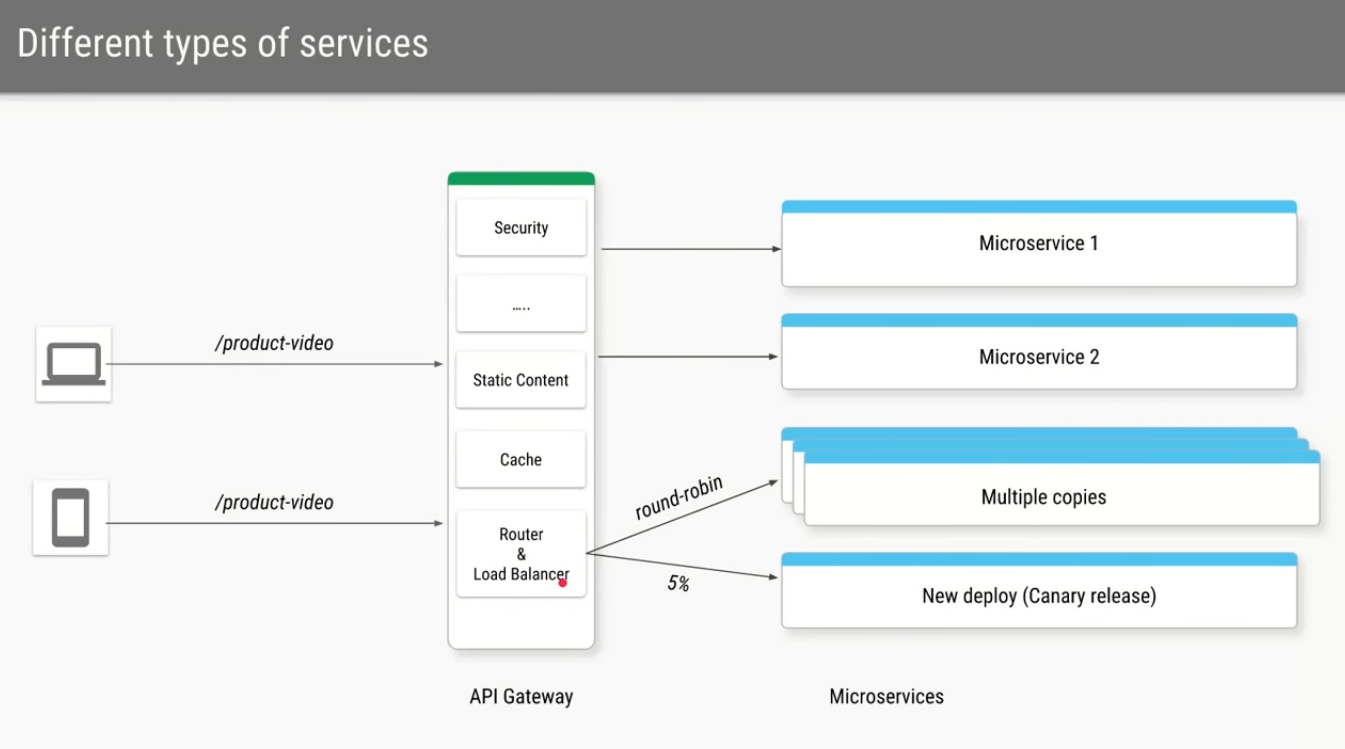 Different types of services
Security
.....
Static Content
Cache
Router
&
Load Balancer
/product-video
/product-video
round-robin
5%
Microservice 1
Microservice 2
Multiple copies
New deploy (Canary release)
API Gateway
Microservices